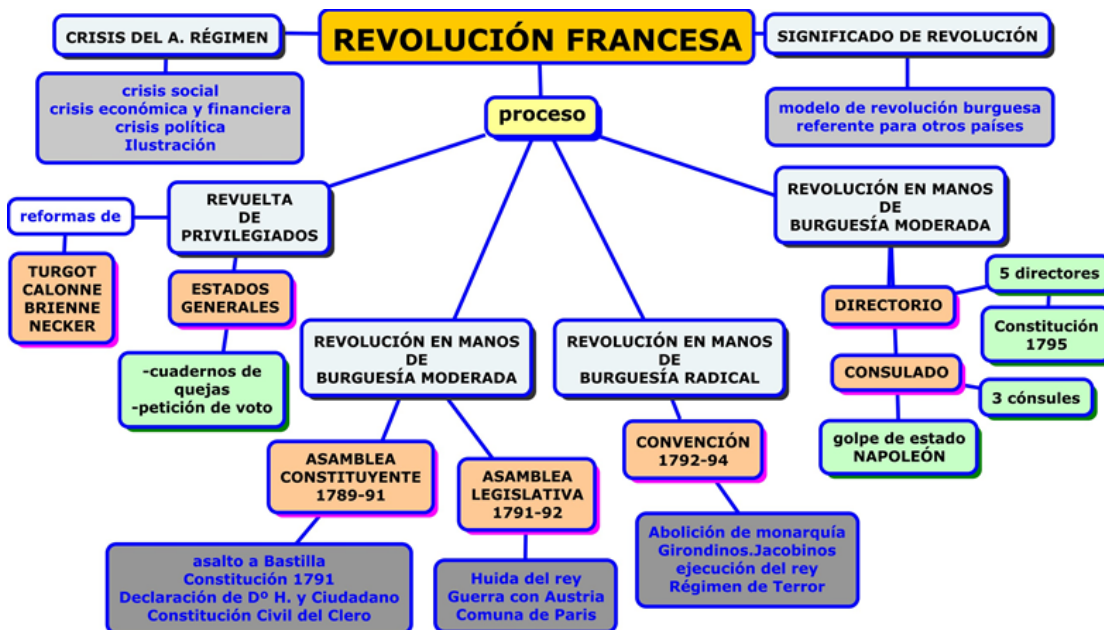 REVOLUCIÓN FRANCESA
CRISIS DEL A. RÉGIMEN
crisis social
crisis económica y financiera
crisis política
Ilustración
SIGNIFICADO DE REVOLUCIÓN
modelo de revolución burguesa
referente para otros países
proceso
REVUELTA
DE
PRIVILEGIADOS
reformas de
TURGOT
CALONNE
BRIENNE
NECKER
ESTADOS
GENERALES
-cuadernos de
quejas
-petición de voto
REVOLUCIÓN EN MANOS
DE
BURGUESÍA MODERADA
ASAMBLEA
CONSTITUYENTE
1789-91
asalto a Bastilla
Constitución 1791
Declaración de Dº H. y Ciudadano
Constitución Civil del Clero
ASAMBLEA
LEGISLATIVA
1791-92
Huida del rey
Guerra con Austria
Comuna de Paris
REVOLUCIÓN EN MANOS
DE
BURGUESÍA RADICAL
CONVENCIÓN
1792-94
Abolición de monarquía
Girondinos.Jacobinos
ejecución del rey
Régimen de Terror
REVOLUCIÓN EN MANOS
DE
BURGUESÍA MODERADA
DIRECTORIO
5 directores
Constitución
1795
CONSULADO
3 cónsules
golpe de estado
NAPOLEÓN